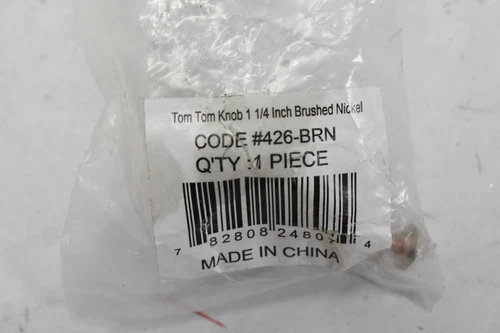 Tom Tom Knob 1 1/4 Inch Brushed Nickel
CODE #426-BRN
Q'TY :1 PIECE
7 82808 24807 4
MADE IN CHINA